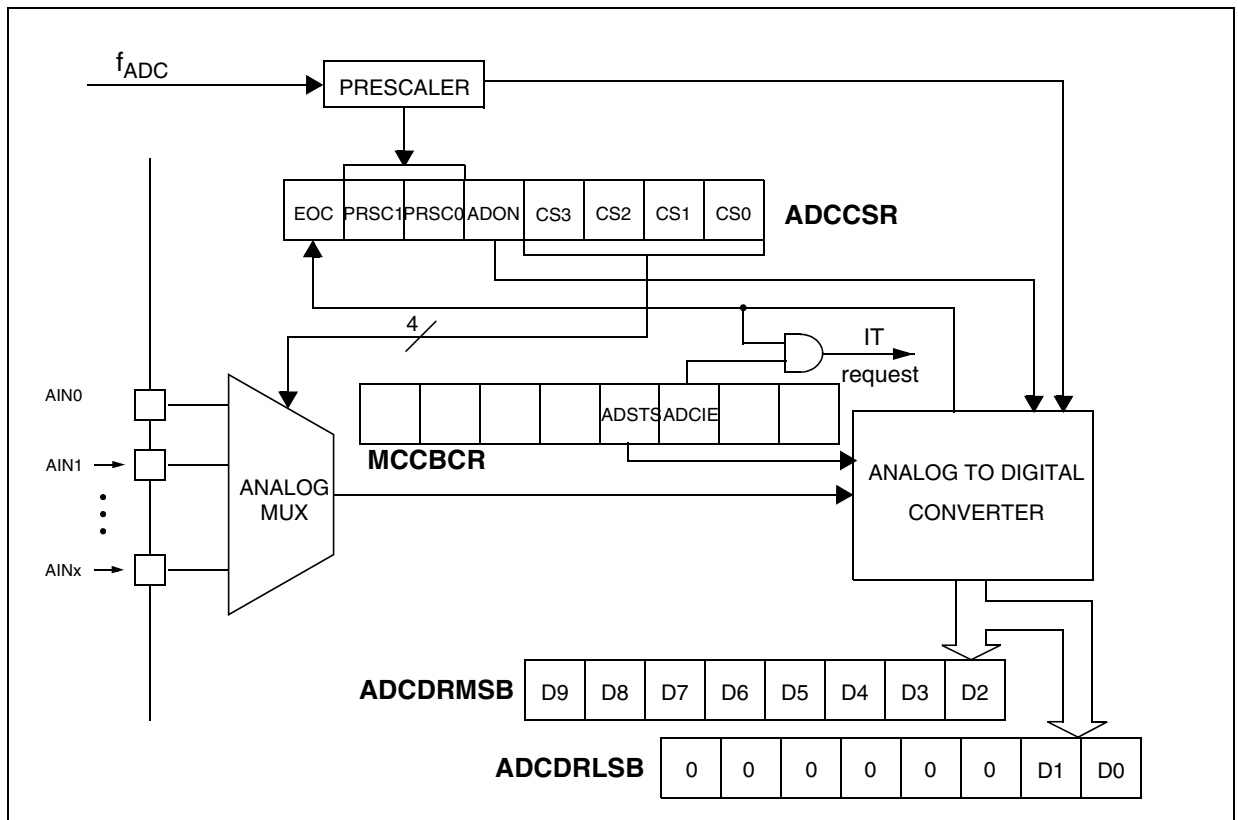 fADC
PRESCALER
EOC PRSC1 PRSC0 ADON CS3 CS2 CS1 CS0 ADCCSR
4
IT
request
AIN0
ADSTS ADCIE
MCCBCR
AIN1
ANALOG
MUX
ANALOG TO DIGITAL
CONVERTER
AINx
ADCDRMSB D9 D8 D7 D6 D5 D4 D3 D2
ADCDRLSB 0 0 0 0 0 0 D1 D0